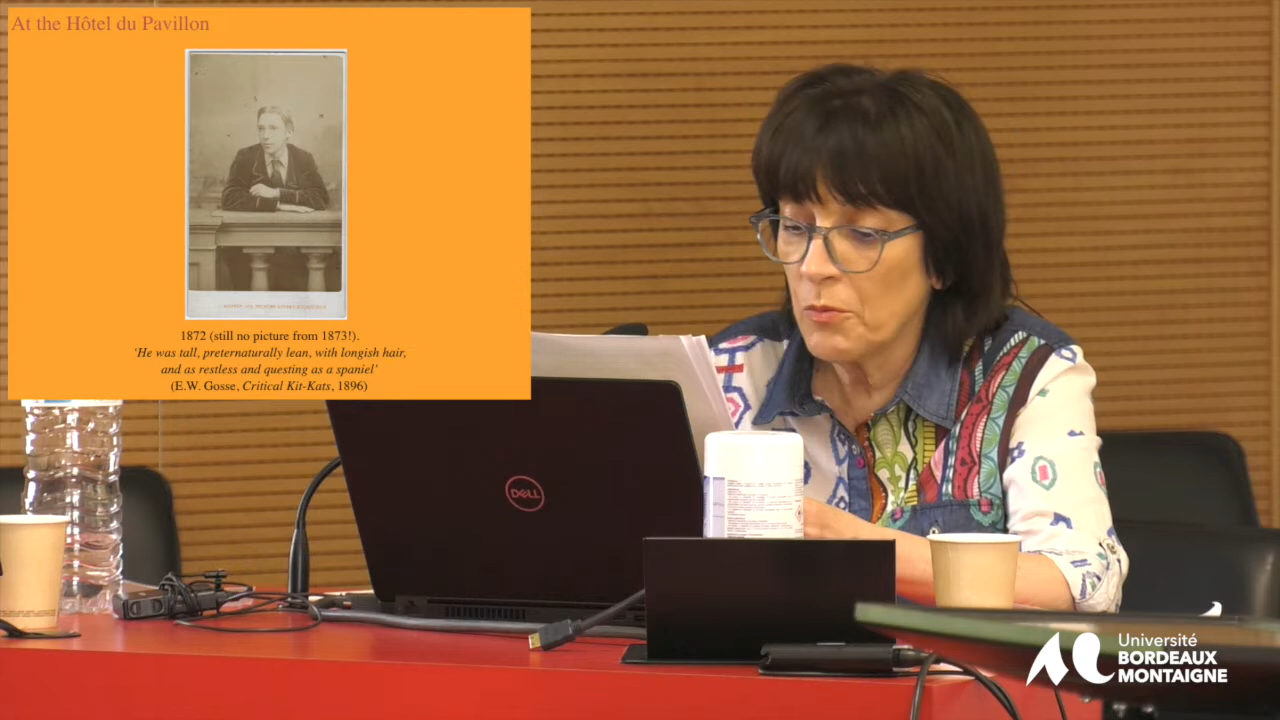 At the Hôtel du Pavillon
1872 (still no picture from 1873!).
‘He was tall, preternaturally lean, with longish hair,
and as restless and questing as a spaniel’
(E.W. Gosse, Critical Kit-Kats, 1896)
DELL
Université
BORDEAUX
MONTAIGNE